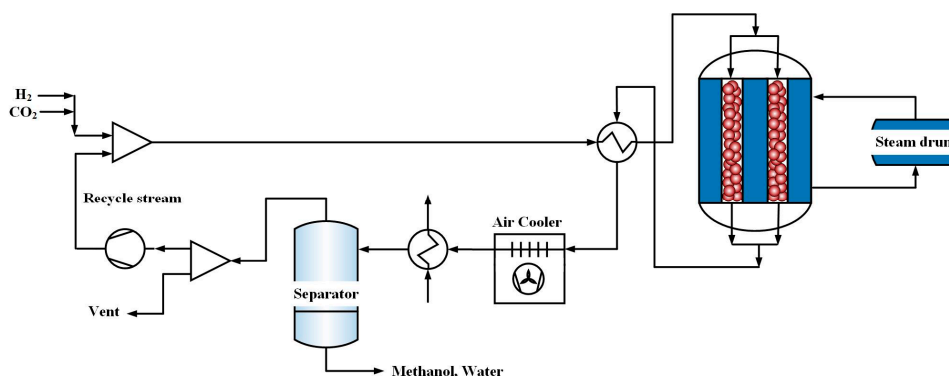 H₂
CO₂
Recycle stream
Vent
Separator
Methanol, Water
Air Cooler
Steam drum